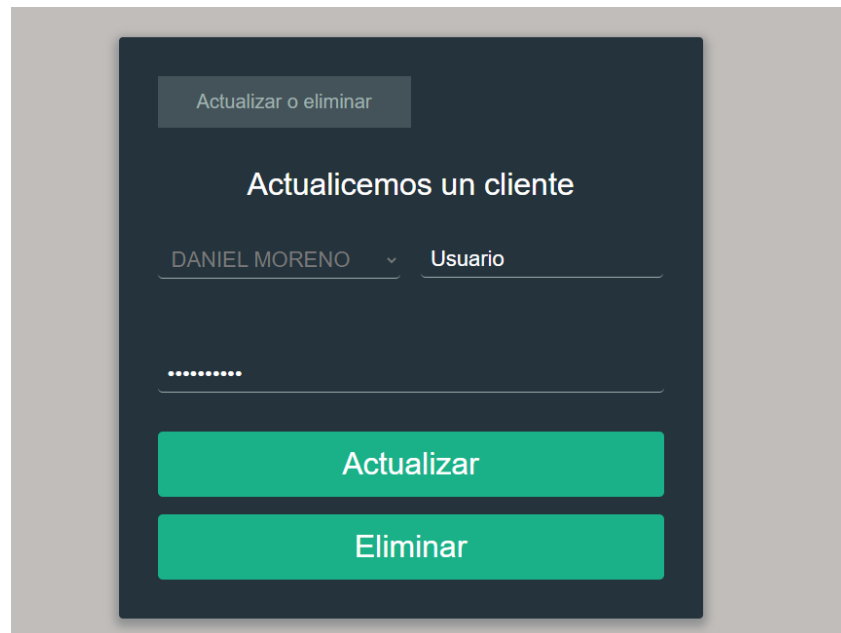 Actualizar o eliminar
Actualicemos un cliente
DANIEL MORENO Usuario
••••••••••
Actualizar
Eliminar